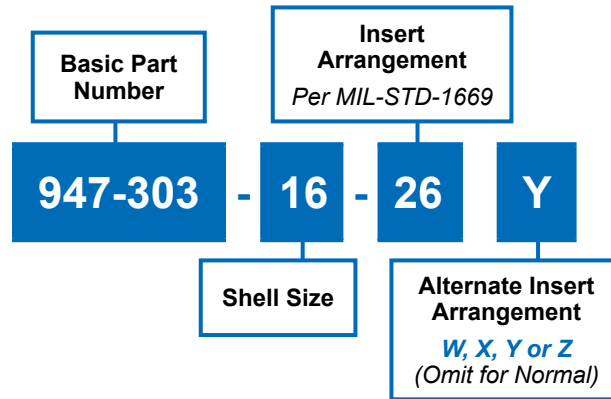 Basic Part
Number
Insert
Arrangement
Per MIL-STD-1669
947-303 - 16 - 26 Y
Shell Size
Alternate Insert
Arrangement
W, X, Y or Z
(Omit for Normal)